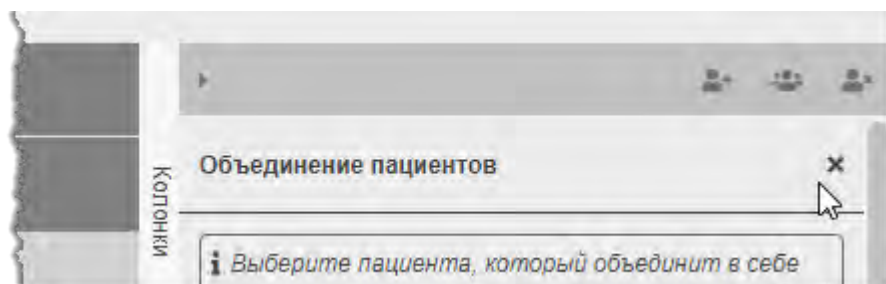 Колонки
Объединение пациентов
Выберите пациента, который объединит в себе